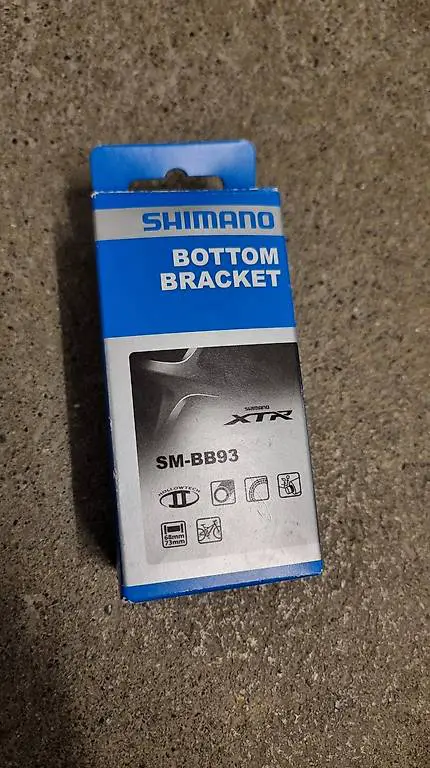 SHIMANO
BOTTOM
BRACKET
SHIMANO
XTR
SM-BB93
HOLLOWTECH
II
68mm
73mm